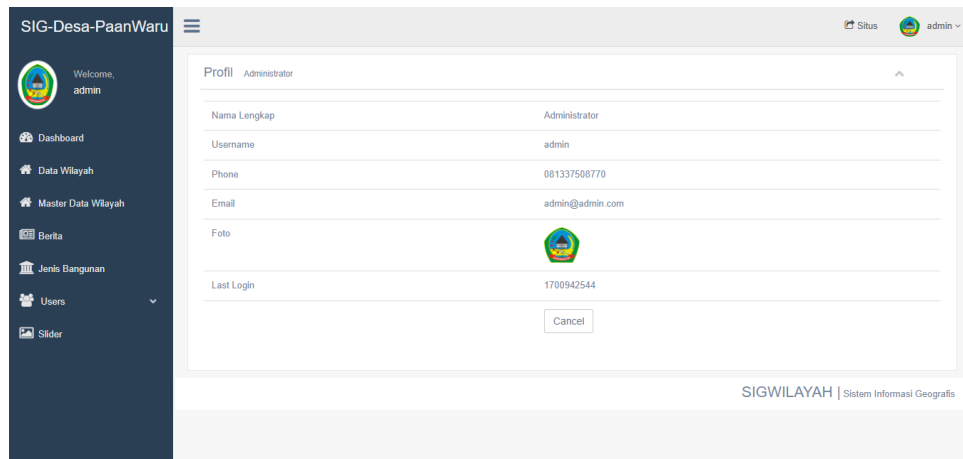 SIG-Desa-PaanWaru
Situs
admin
Welcome,
admin
Dashboard
Data Wilayah
Master Data Wilayah
Berita
Jenis Bangunan
Users
Slider
Profil Administrator
Nama Lengkap Administrator
Username admin
Phone 081337508770
Email admin@admin.com
Foto
Last Login 1700942544
Cancel
SIGWILAYAH | Sistem Informasi Geografis